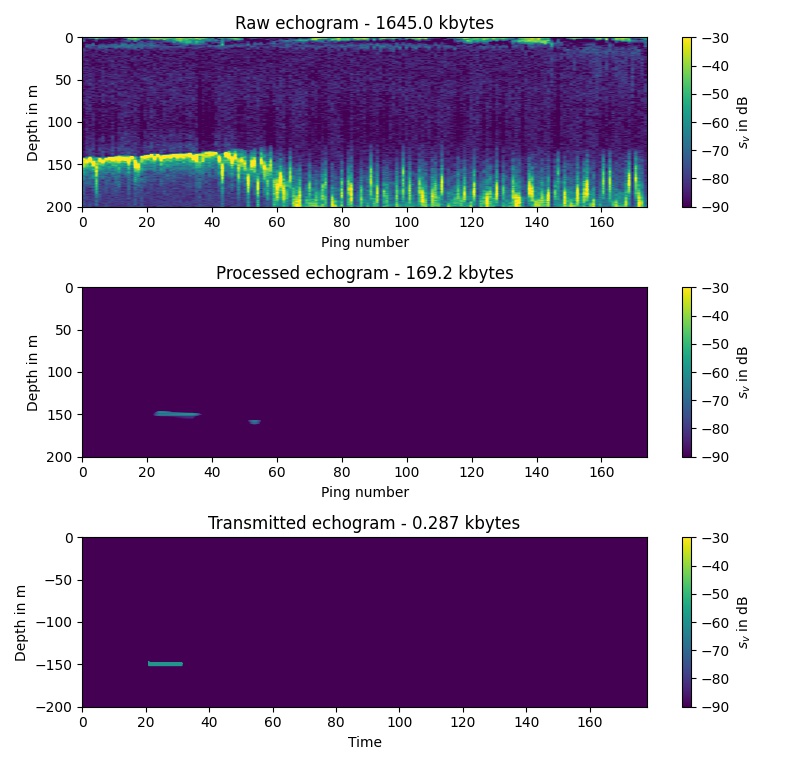 Raw echogram - 1645.0 kbytes
0
50
100
150
200
Depth in m
0 20 40 60 80 100 120 140 160
Ping number
−30
−40
−50
−60
−70
−80
−90
sv in dB
Processed echogram - 169.2 kbytes
0
50
100
150
200
Depth in m
0 20 40 60 80 100 120 140 160
Ping number
−30
−40
−50
−60
−70
−80
−90
sv in dB
Transmitted echogram - 0.287 kbytes
0
−50
−100
−150
−200
Depth in m
0 20 40 60 80 100 120 140 160
Time
−30
−40
−50
−60
−70
−80
−90
sv in dB